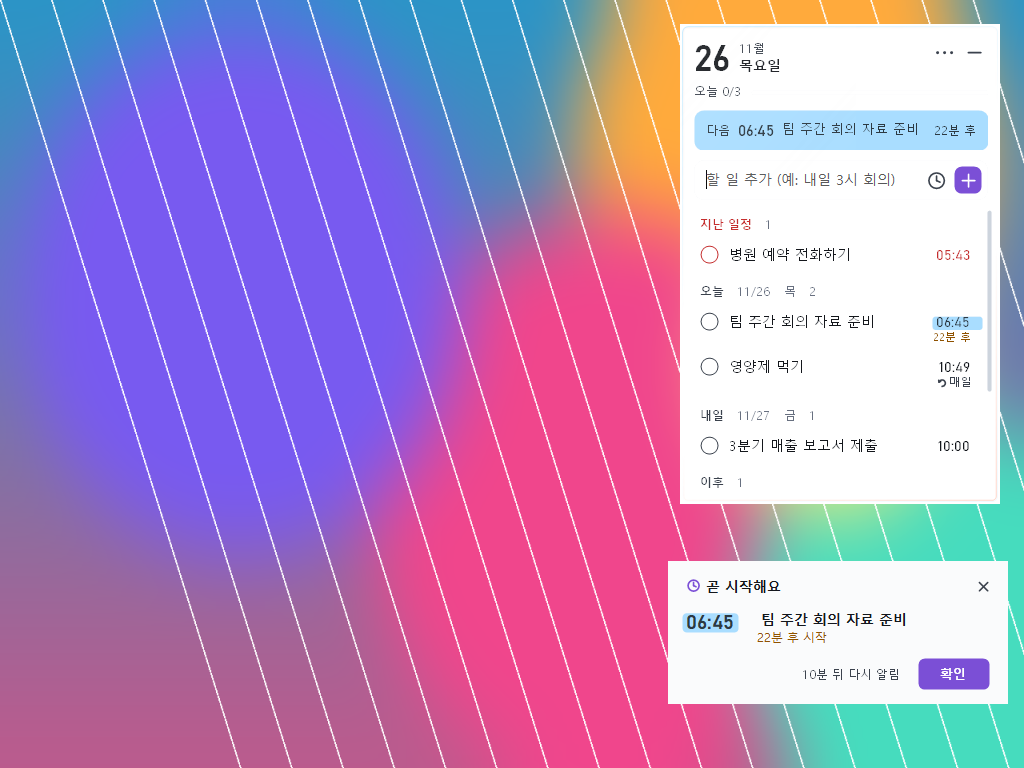 26 11월
목요일
오늘 0/3
다음 06:45 팀 주간 회의 자료 준비 22분 후
할 일 추가 (예: 내일 3시 회의)
지난 일정 1
병원 예약 전화하기 05:43
오늘 11/26 목 2
팀 주간 회의 자료 준비 06:45
22분 후
영양제 먹기 10:49
매일
내일 11/27 금 1
3분기 매출 보고서 제출 10:00
이후 1
곧 시작해요
06:45 팀 주간 회의 자료 준비
22분 후 시작
10분 뒤 다시 알림 확인